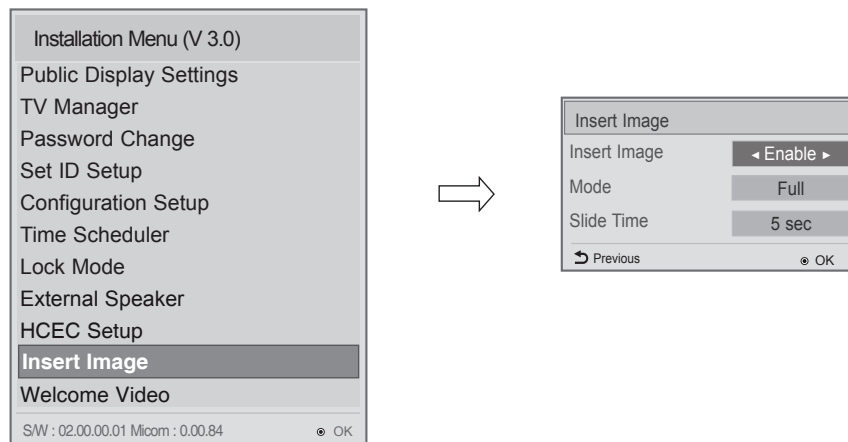 Installation Menu (V 3.0)
Public Display Settings
TV Manager
Password Change
Set ID Setup
Configuration Setup
Time Scheduler
Lock Mode
External Speaker
HCEC Setup
Insert Image
Welcome Video
S/W : 02.00.00.01 Micom : 0.00.84 ◉ OK
Insert Image
Insert Image ◄ Enable ►
Mode Full
Slide Time 5 sec
⮌ Previous ◉ OK